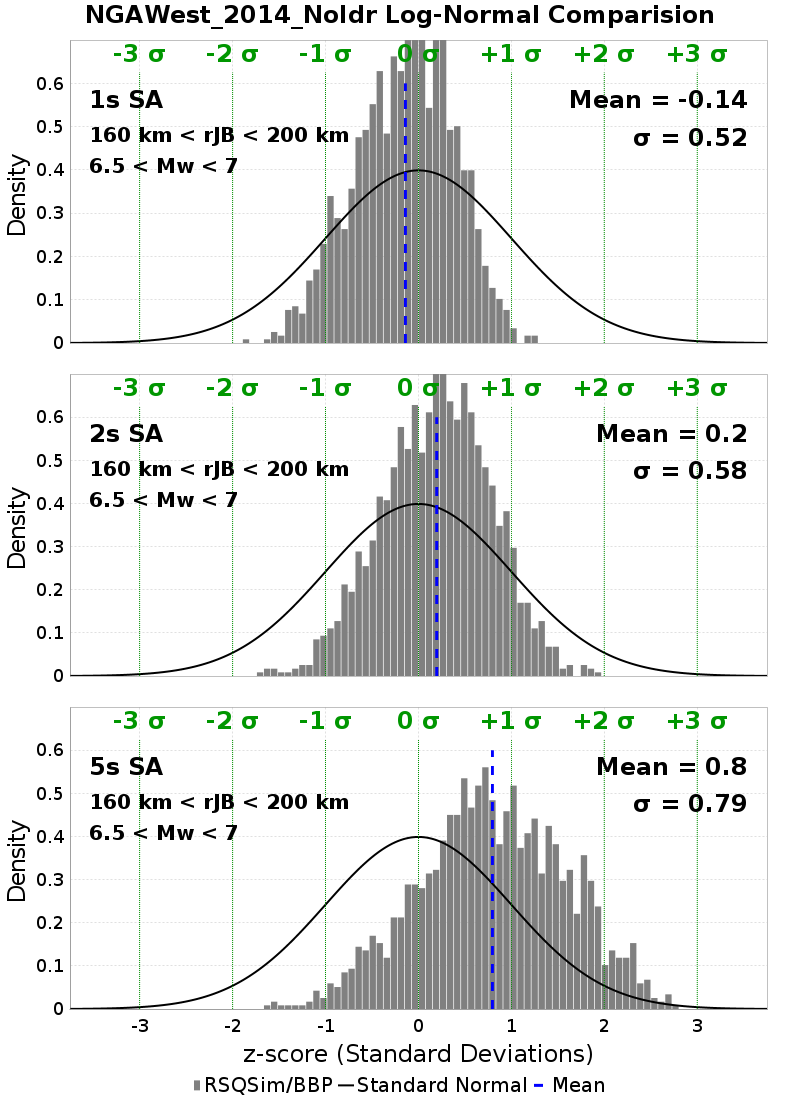 NGAWest_2014_NoIdr Log-Normal Comparision
-3 σ -2 σ -1 σ 0 σ +1 σ +2 σ +3 σ
1s SA
Mean = -0.14
160 km < rJB < 200 km
σ = 0.52
6.5 < Mw < 7
0.6
0.5
0.4
0.3
0.2
0.1
0
Density
-3 σ -2 σ -1 σ 0 σ +1 σ +2 σ +3 σ
2s SA
Mean = 0.2
160 km < rJB < 200 km
σ = 0.58
6.5 < Mw < 7
0.6
0.5
0.4
0.3
0.2
0.1
0
Density
-3 σ -2 σ -1 σ 0 σ +1 σ +2 σ +3 σ
5s SA
Mean = 0.8
160 km < rJB < 200 km
σ = 0.79
6.5 < Mw < 7
0.6
0.5
0.4
0.3
0.2
0.1
0
Density
-3 -2 -1 0 1 2 3
z-score (Standard Deviations)
RSQSim/BBP Standard Normal Mean